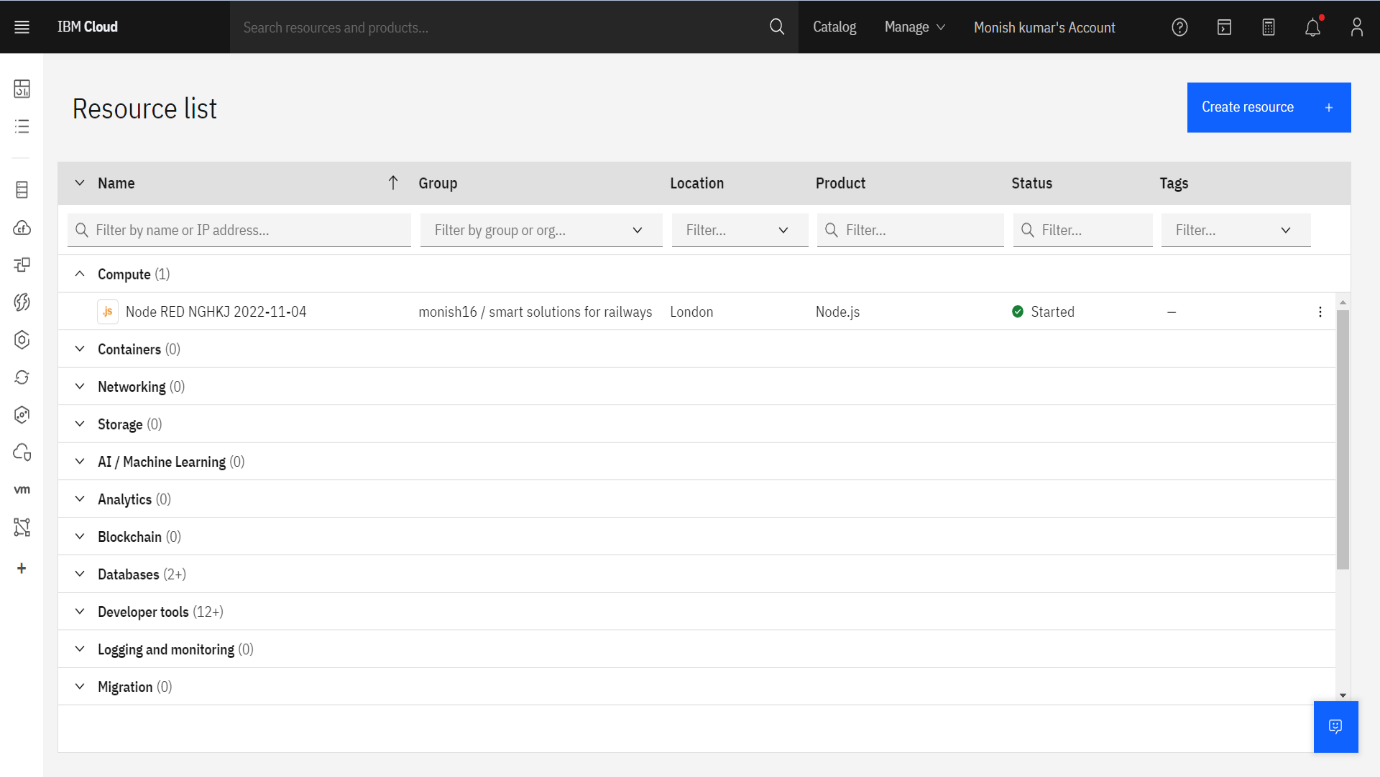 IBM Cloud Search resources and products... Catalog Manage Monish kumar's Account
Resource list
Create resource +
Name Group Location Product Status Tags
Filter by name or IP address... Filter by group or org... Filter... Filter... Filter... Filter...
Compute (1)
JS Node RED NGHKJ 2022-11-04 monish16 / smart solutions for railways London Node.js Started —
Containers (0)
Networking (0)
Storage (0)
AI / Machine Learning (0)
Analytics (0)
vm
Blockchain (0)
Databases (2+)
Developer tools (12+)
Logging and monitoring (0)
Migration (0)